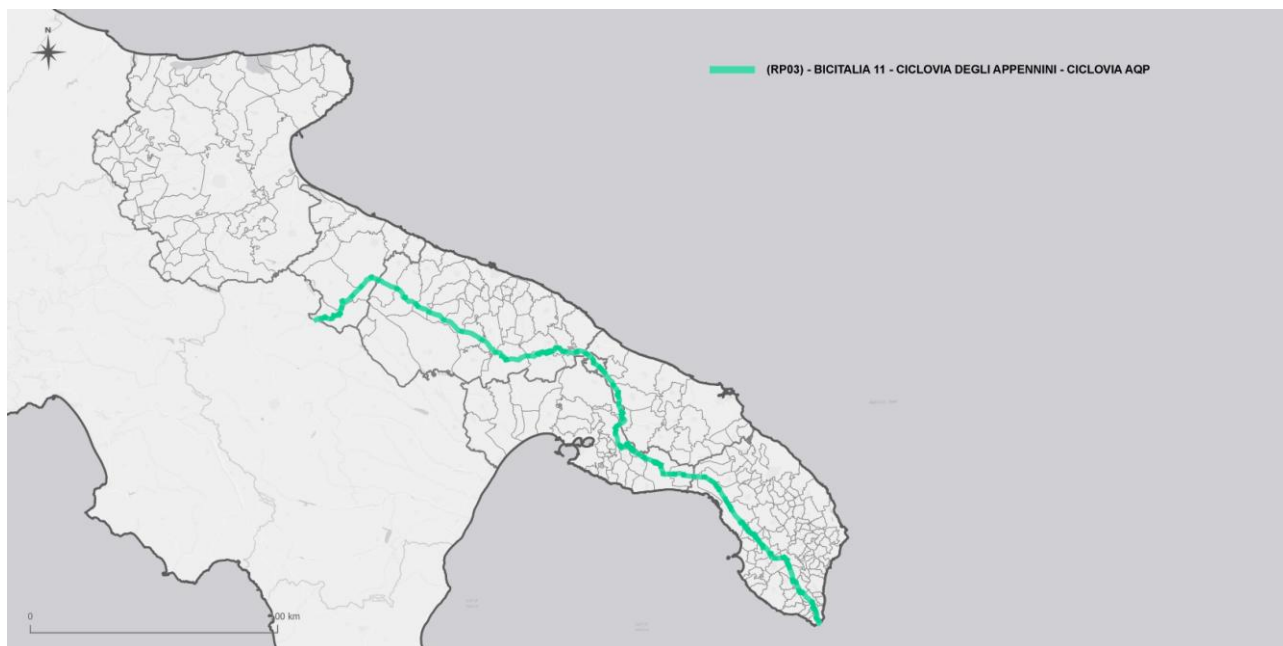 N
(RP03) - BICITALIA 11 - CICLOVIA DEGLI APPENNINI - CICLOVIA AQP
0 00 km